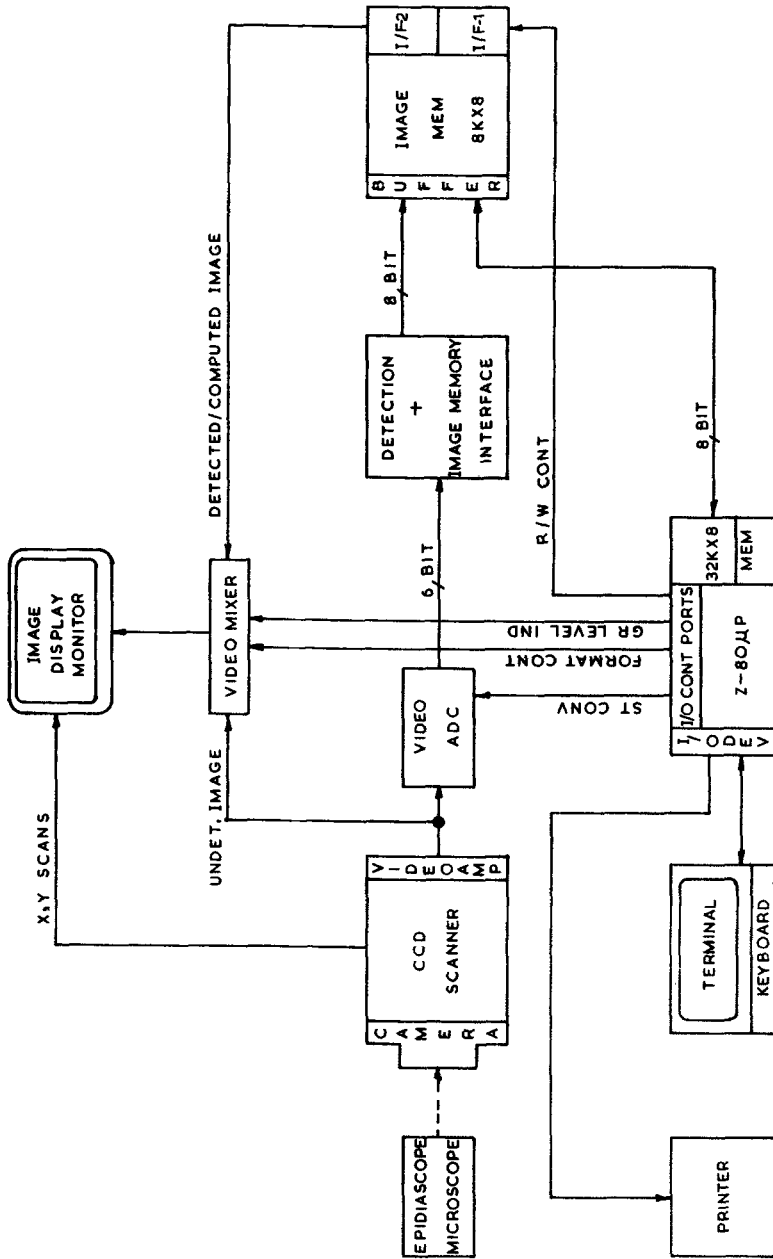 IMAGE
DISPLAY
MONITOR
X,Y SCANS
VIDEO MIXER
UNDET. IMAGE
DETECTED/COMPUTED IMAGE
EPIDIASCOPE
MICROSCOPE
CAMERA
CCD
SCANNER
VIDEO AMP
VIDEO
ADC
6 BIT
DETECTION
+
IMAGE MEMORY
INTERFACE
8 BIT
BUFFER
IMAGE
MEM
8KX8
I/F-2
I/F-1
ST CONV
FORMAT CONT
GR LEVEL IND
R/W CONT
8 BIT
PRINTER
TERMINAL
KEYBOARD
I/O DEV
I/O CONT PORTS
Z-80μP
32KX8
MEM